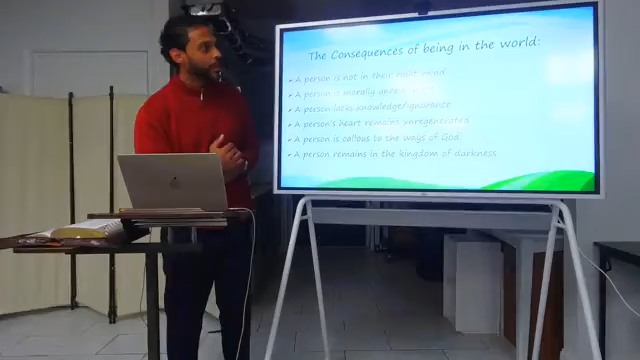 The Consequences of being in the world:
➤ A person is not in their right mind
➤ A person is morally
➤ A person lacks knowledge/ignorance
➤ A person's heart remains unregenerated
➤ A person is callous to the ways of God
➤ A person remains in the kingdom of darkness